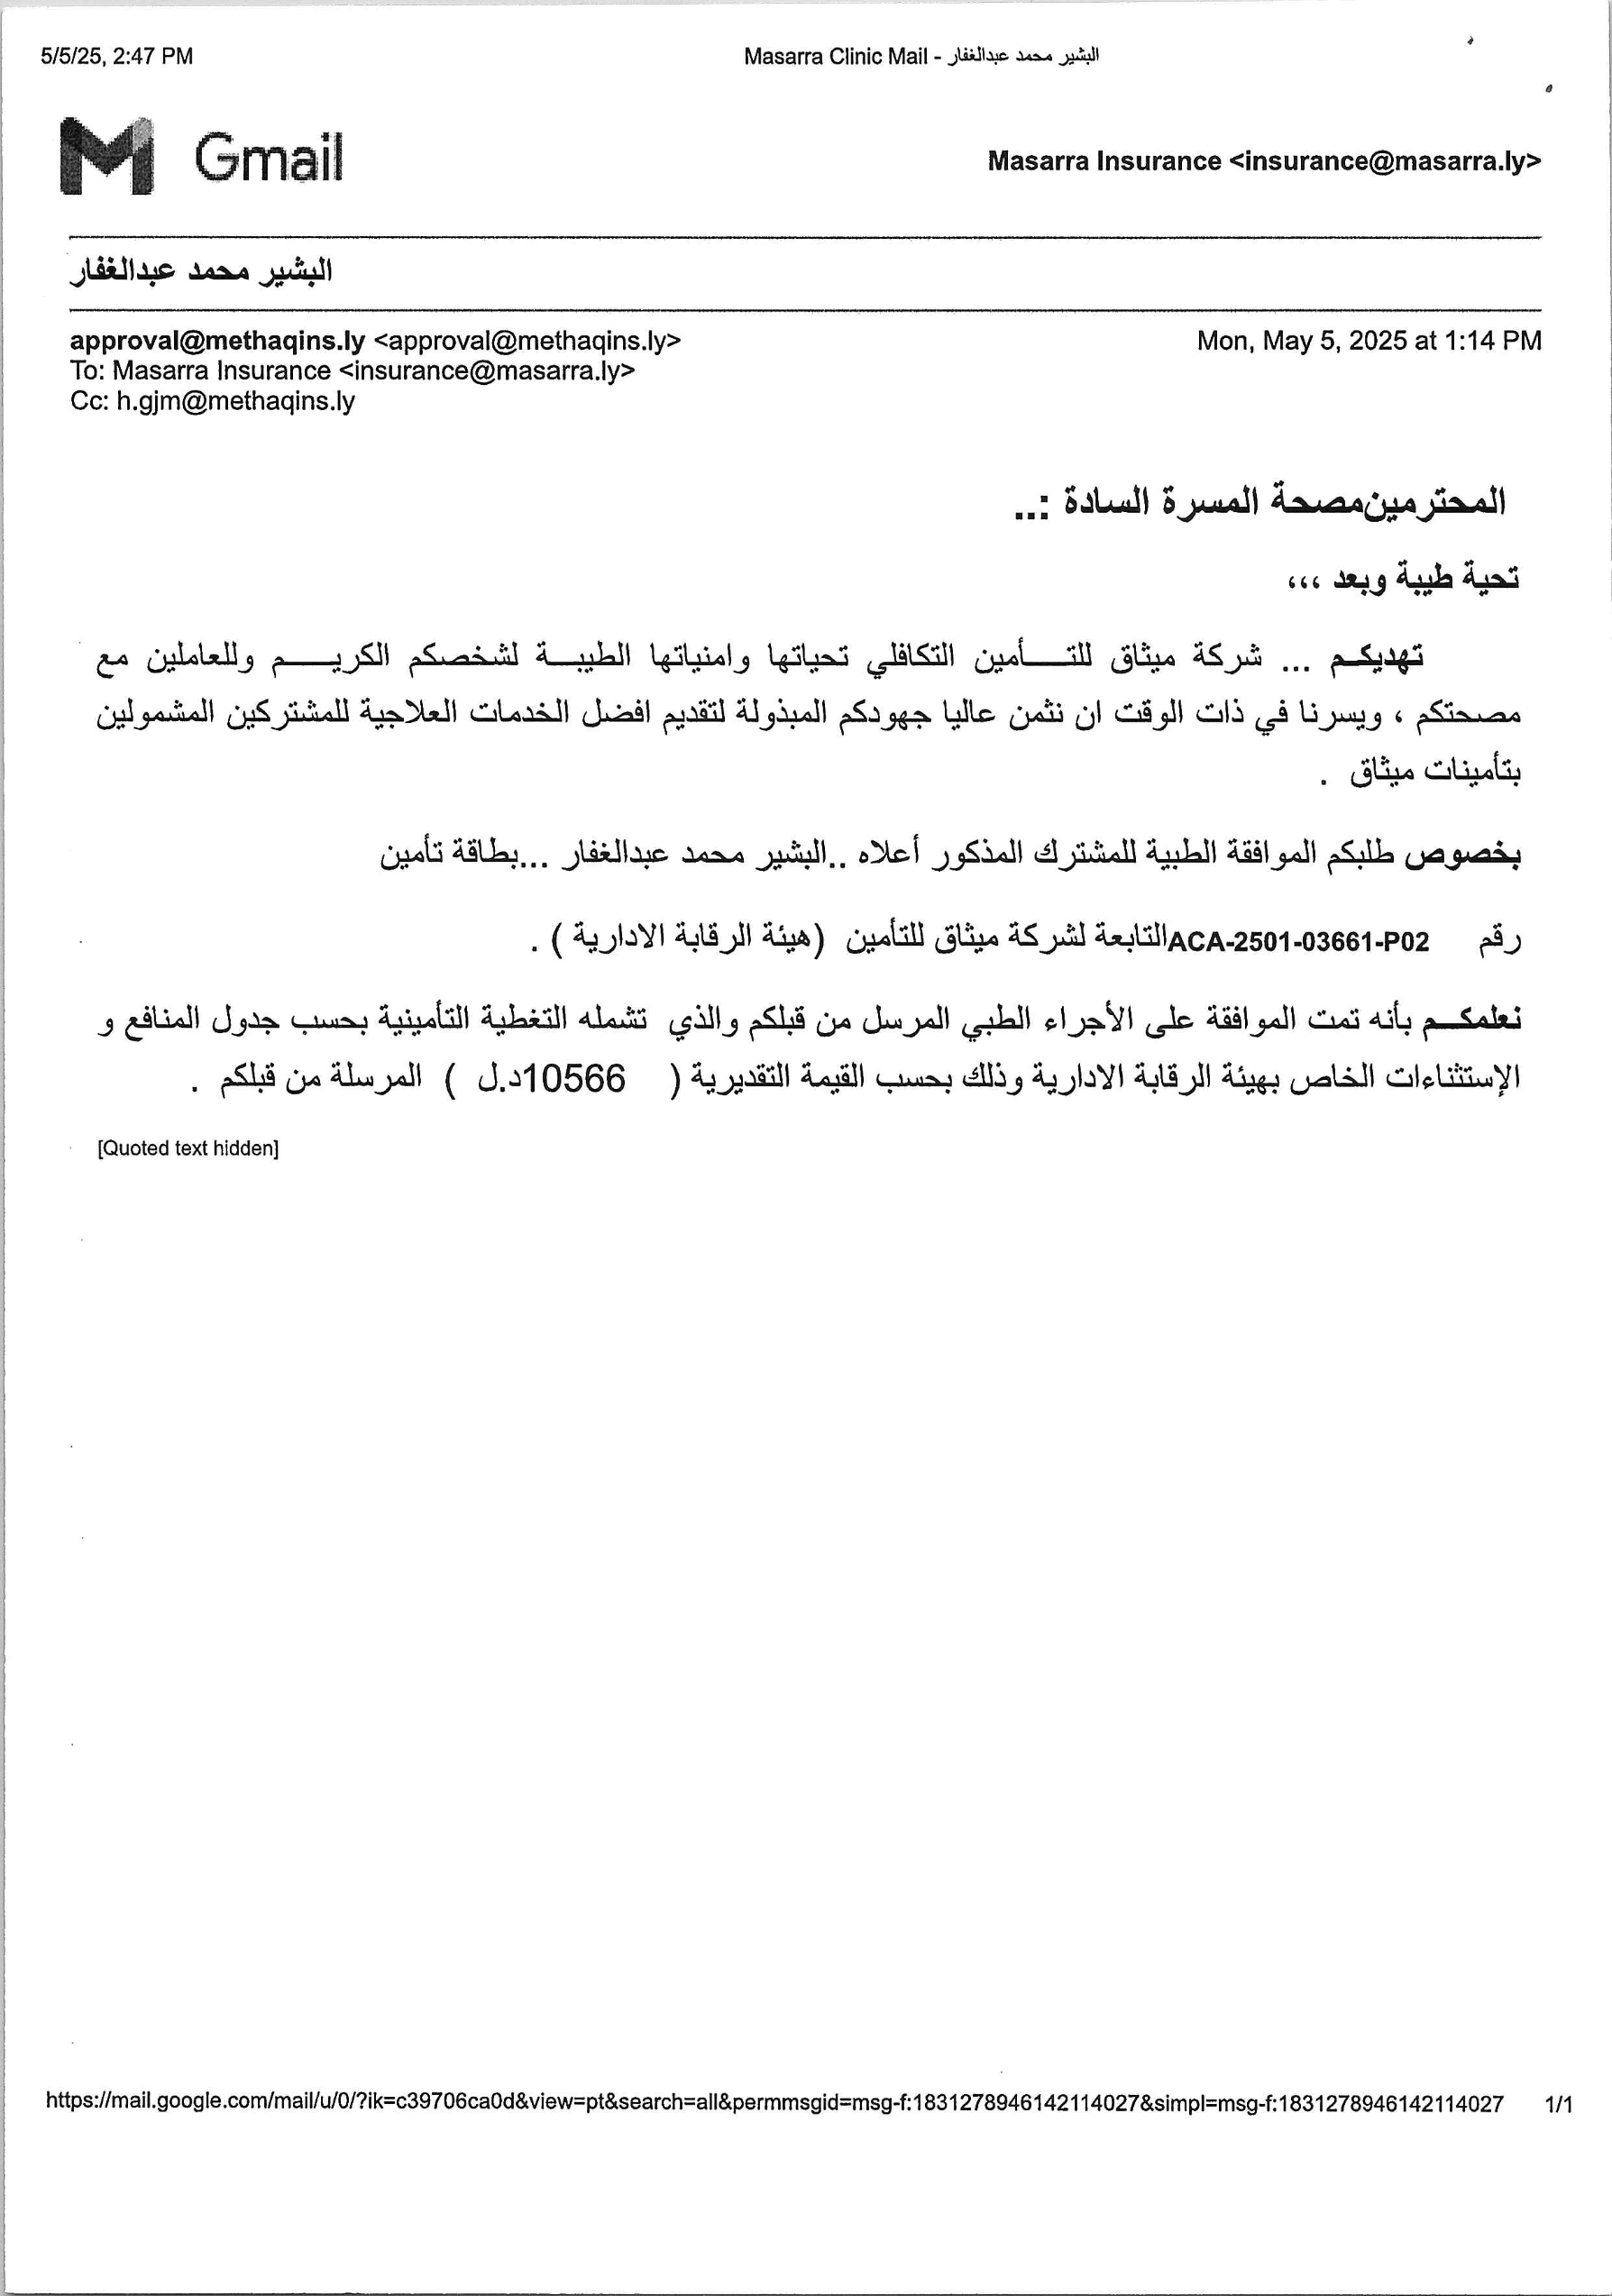 5/5/25, 2:47 PM
Masarra Clinic Mail - البشير محمد عبدالغفار
Gmail
Masarra Insurance <insurance@masarra.ly>
البشير محمد عبدالغفار
approval@methaqins.ly <approval@methaqins.ly>
Mon, May 5, 2025 at 1:14 PM
To: Masarra Insurance <insurance@masarra.ly>
Cc: h.gjm@methaqins.ly
المحترمينمصحة المسرة السادة :..
تحية طيبة وبعد ،،،
تهديكـم ... شركة ميثاق للتـــأمين التكافلي تحياتها وامنياتها الطيبـــة لشخصكم الكريـــــم وللعاملين مع
مصحتكم ، ويسرنا في ذات الوقت ان نثمن عاليا جهودكم المبذولة لتقديم افضل الخدمات العلاجية للمشتركين المشمولين
بتأمينات ميثاق .
بخصوص طلبكم الموافقة الطبية للمشترك المذكور أعلاه ..البشير محمد عبدالغفار ...بطاقة تأمين
رقم ACA-2501-03661-P02التابعة لشركة ميثاق للتأمين (هيئة الرقابة الادارية ) .
نعلمكــم بأنه تمت الموافقة على الأجراء الطبي المرسل من قبلكم والذي تشمله التغطية التأمينية بحسب جدول المنافع و
الإستثناءات الخاص بهيئة الرقابة الادارية وذلك بحسب القيمة التقديرية ( 10566د.ل ) المرسلة من قبلكم .
[Quoted text hidden]
https://mail.google.com/mail/u/0/?ik=c39706ca0d&view=pt&search=all&permmsgid=msg-f:1831278946142114027&simpl=msg-f:1831278946142114027
1/1